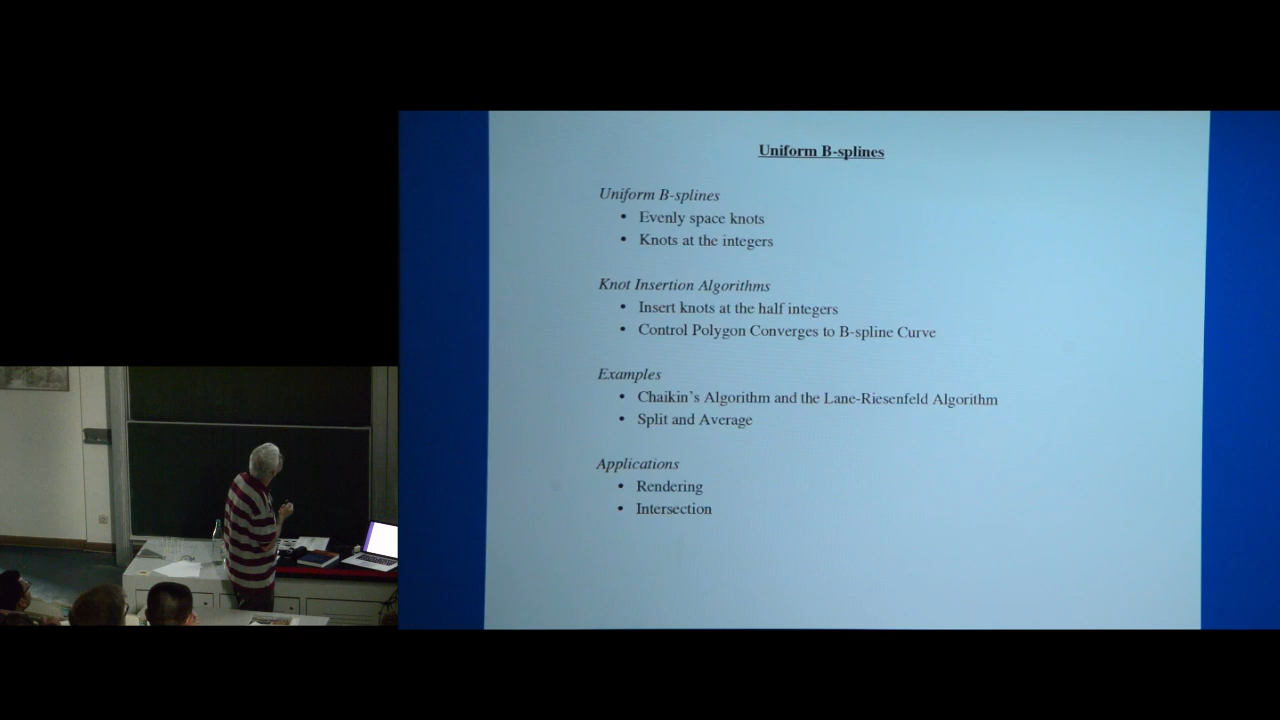 Uniform B-splines
Uniform B-splines
• Evenly space knots
• Knots at the integers
Knot Insertion Algorithms
• Insert knots at the half integers
• Control Polygon Converges to B-spline Curve
Examples
• Chaikin's Algorithm and the Lane-Riesenfeld Algorithm
• Split and Average
Applications
• Rendering
• Intersection